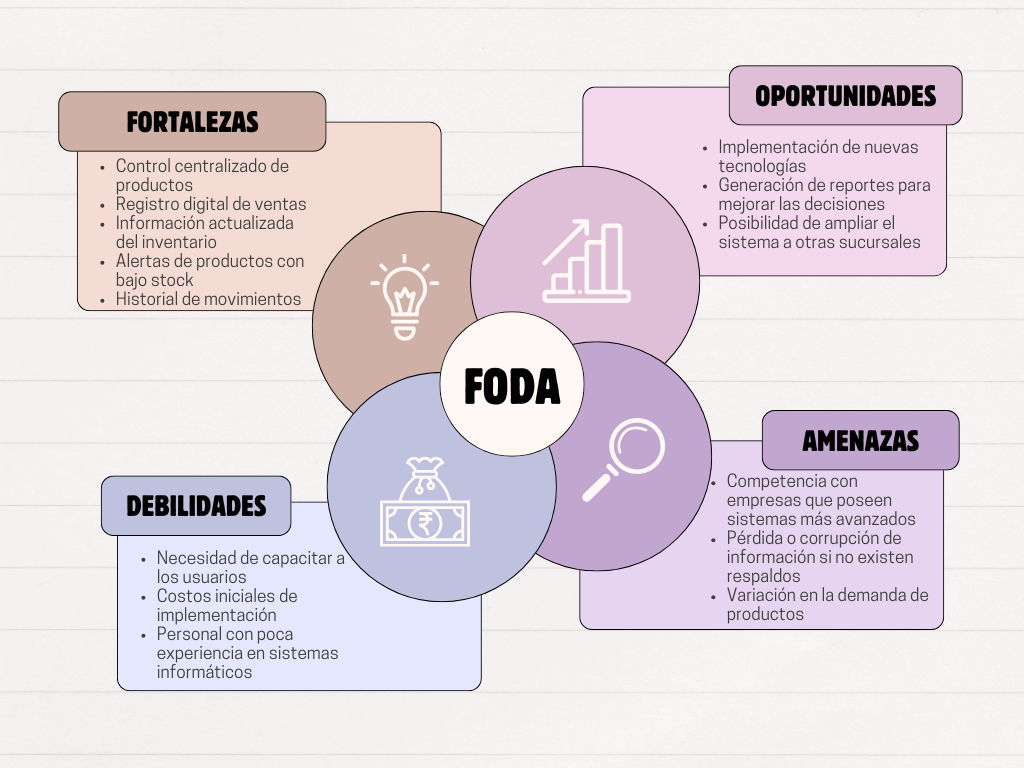 FORTALEZAS
• Control centralizado de
productos
• Registro digital de ventas
• Información actualizada
del inventario
• Alertas de productos con
bajo stock
• Historial de movimientos
OPORTUNIDADES
• Implementación de nuevas
tecnologías
• Generación de reportes para
mejorar las decisiones
• Posibilidad de ampliar el
sistema a otras sucursales
FODA
DEBILIDADES
• Necesidad de capacitar a
los usuarios
• Costos iniciales de
implementación
• Personal con poca
experiencia en sistemas
informáticos
₹
AMENAZAS
• Competencia con
empresas que poseen
sistemas más avanzados
• Pérdida o corrupción de
información si no existen
respaldos
• Variación en la demanda de
productos